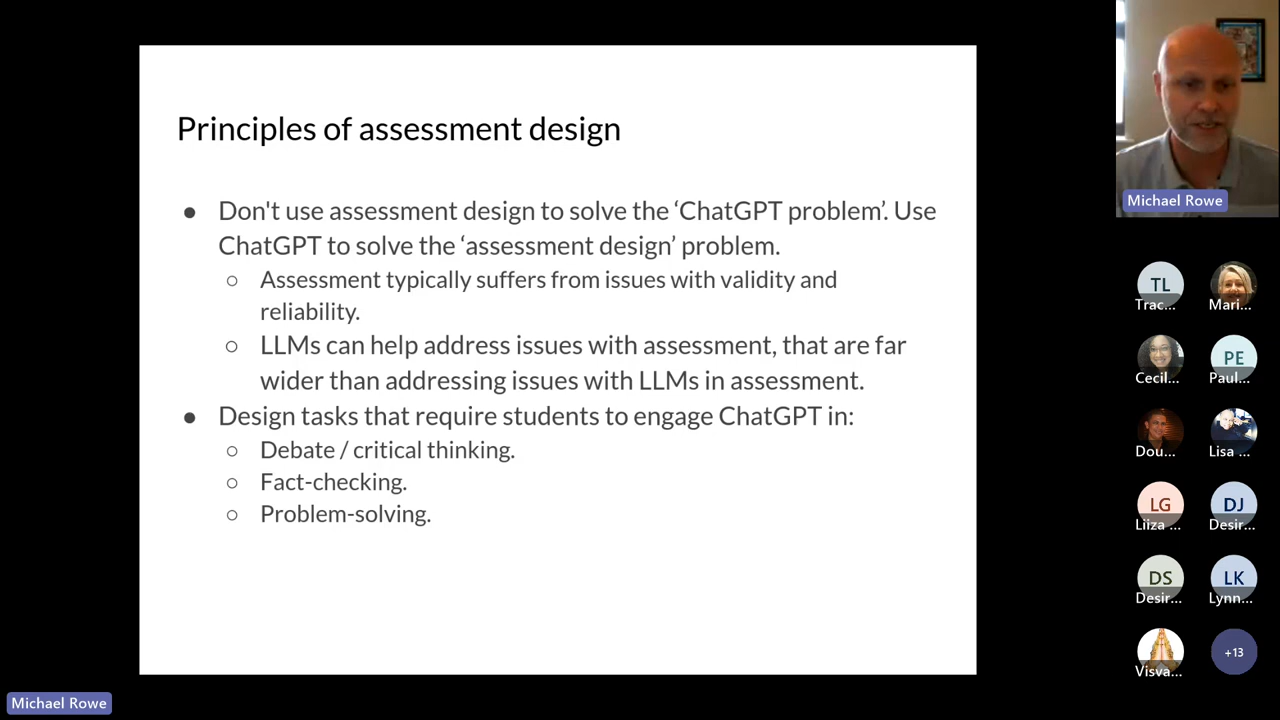 Principles of assessment design
● Don't use assessment design to solve the ‘ChatGPT problem’. Use
ChatGPT to solve the ‘assessment design’ problem.
○ Assessment typically suffers from issues with validity and
reliability.
○ LLMs can help address issues with assessment, that are far
wider than addressing issues with LLMs in assessment.
● Design tasks that require students to engage ChatGPT in:
○ Debate / critical thinking.
○ Fact-checking.
○ Problem-solving.
Michael Rowe
TL
Trac...
Mari...
Cecil...
PE
Paul...
Dou...
Lisa ...
LG
Liiza ...
DJ
Desir...
DS
Desir...
LK
Lynn...
Visva...
+13
Michael Rowe